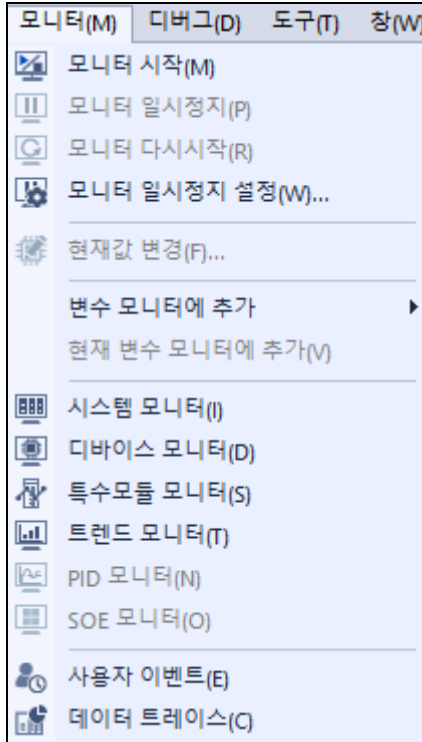 모니터(M) 디버그(D) 도구(T) 창(W)
모니터 시작(M)
모니터 일시정지(P)
모니터 다시시작(R)
모니터 일시정지 설정(W)...
현재값 변경(F)...
변수 모니터에 추가
현재 변수 모니터에 추가(V)
시스템 모니터(I)
디바이스 모니터(D)
특수모듈 모니터(S)
트렌드 모니터(T)
PID 모니터(N)
SOE 모니터(O)
사용자 이벤트(E)
데이터 트레이스(C)